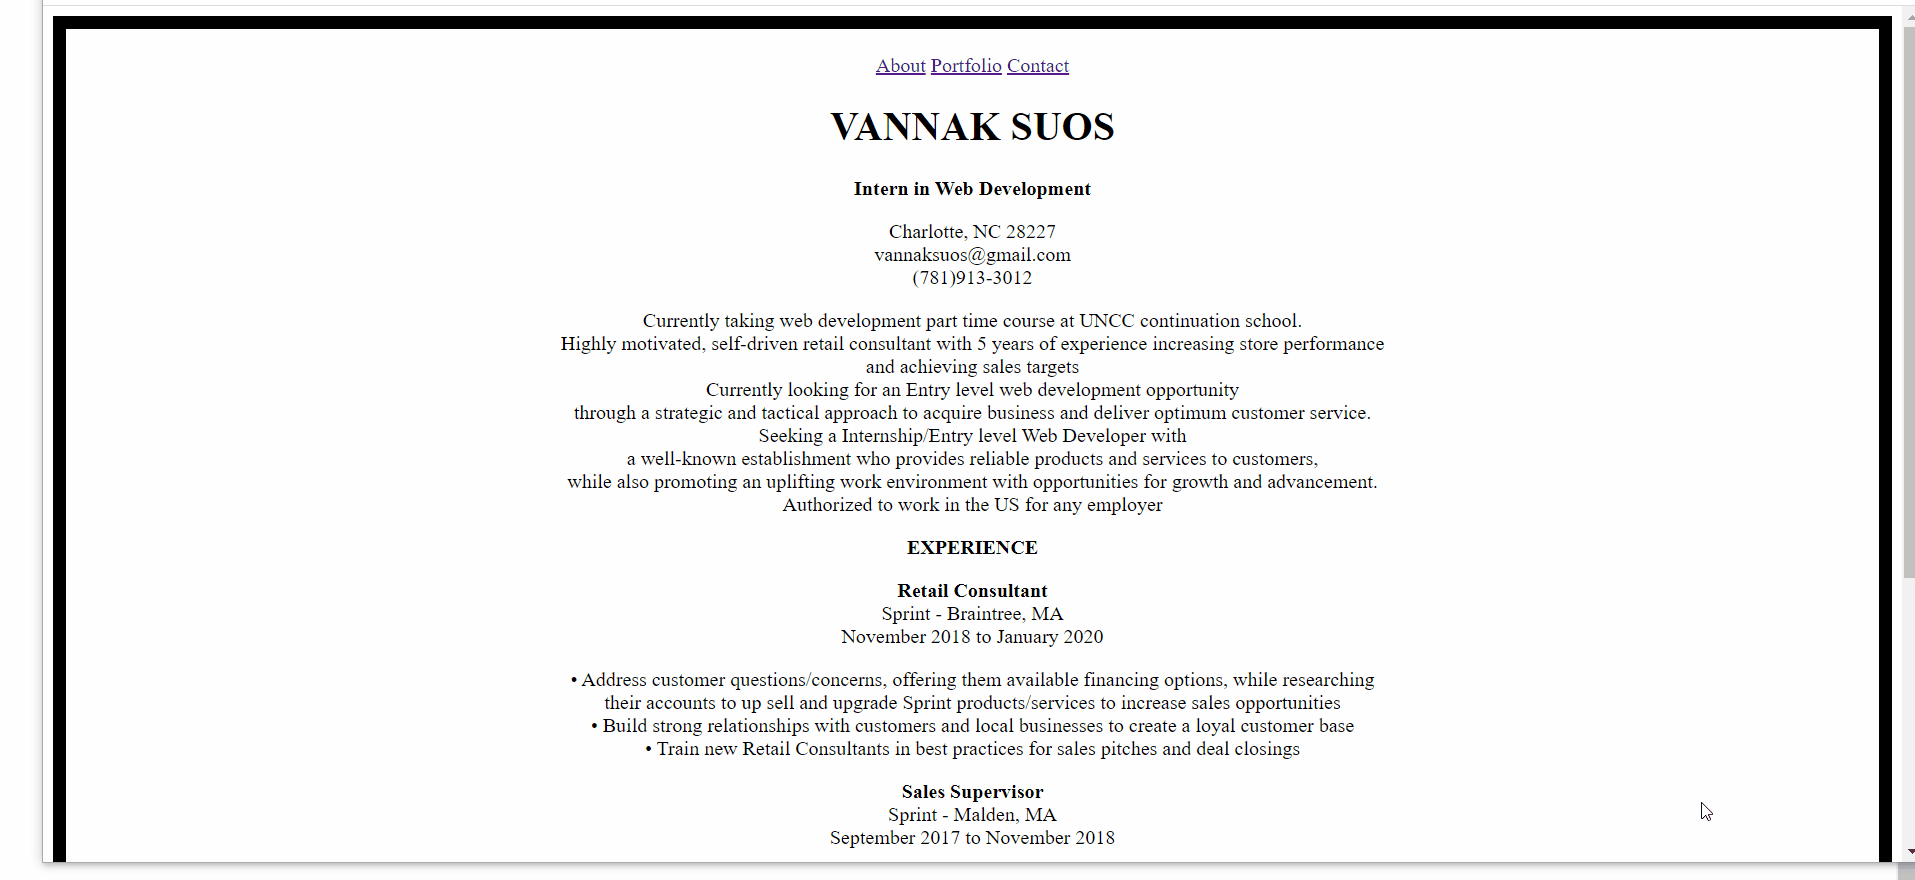 About Portfolio Contact
VANNAK SUOS
Intern in Web Development
Charlotte, NC 28227
vannaksuos@gmail.com
(781)913-3012
Currently taking web development part time course at UNCC continuation school.
Highly motivated, self-driven retail consultant with 5 years of experience increasing store performance
and achieving sales targets
Currently looking for an Entry level web development opportunity
through a strategic and tactical approach to acquire business and deliver optimum customer service.
Seeking a Internship/Entry level Web Developer with
a well-known establishment who provides reliable products and services to customers,
while also promoting an uplifting work environment with opportunities for growth and advancement.
Authorized to work in the US for any employer
EXPERIENCE
Retail Consultant
Sprint - Braintree, MA
November 2018 to January 2020
• Address customer questions/concerns, offering them available financing options, while researching
their accounts to up sell and upgrade Sprint products/services to increase sales opportunities
• Build strong relationships with customers and local businesses to create a loyal customer base
• Train new Retail Consultants in best practices for sales pitches and deal closings
Sales Supervisor
Sprint - Malden, MA
September 2017 to November 2018